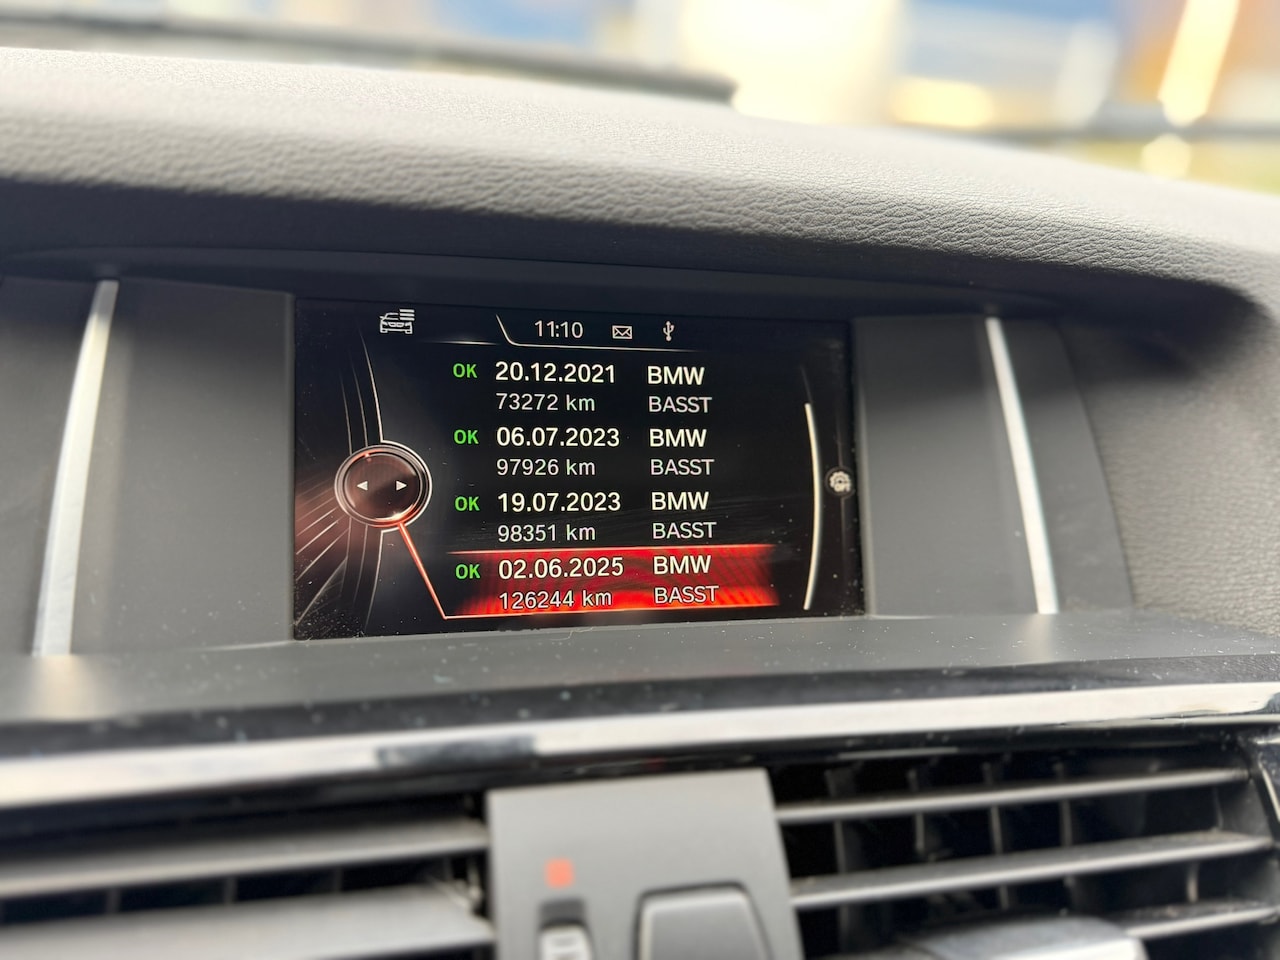 11:10
OK 20.12.2021 BMW
73272 km BASST
OK 06.07.2023 BMW
97926 km BASST
OK 19.07.2023 BMW
98351 km BASST
OK 02.06.2025 BMW
126244 km BASST